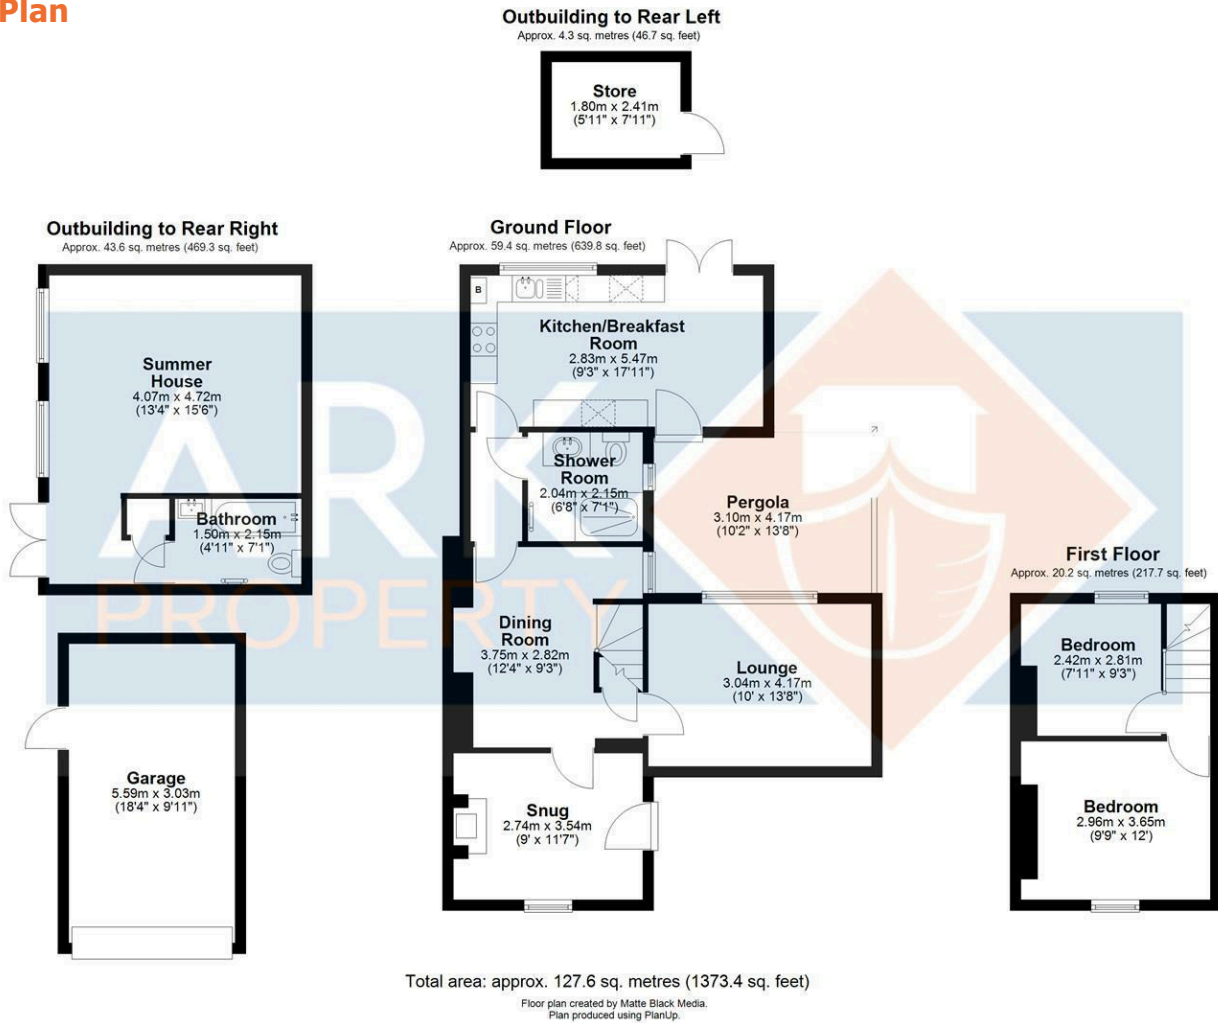 Plan
Outbuilding to Rear Left
Approx. 4.3 sq. metres (46.7 sq. feet)
Store
1.80m x 2.41m
(5'11" x 7'11")
Outbuilding to Rear Right
Approx. 43.6 sq. metres (469.3 sq. feet)
Summer
House
4.07m x 4.72m
(13'4" x 15'6")
Bathroom
1.50m x 2.15m
(4'11" x 7'1")
Garage
5.59m x 3.03m
(18'4" x 9'11")
Ground Floor
Approx. 59.4 sq. metres (639.8 sq. feet)
B
Kitchen/Breakfast
Room
2.83m x 5.47m
(9'3" x 17'11")
Shower
Room
2.04m x 2.15m
(6'8" x 7'1")
Pergola
3.10m x 4.17m
(10'2" x 13'8")
Dining
Room
3.75m x 2.82m
(12'4" x 9'3")
Lounge
3.04m x 4.17m
(10' x 13'8")
Snug
2.74m x 3.54m
(9' x 11'7")
First Floor
Approx. 20.2 sq. metres (217.7 sq. feet)
Bedroom
2.42m x 2.81m
(7'11" x 9'3")
Bedroom
2.96m x 3.65m
(9'9" x 12')
ARK
PROPERTY
Total area: approx. 127.6 sq. metres (1373.4 sq. feet)
Floor plan created by Matte Black Media.
Plan produced using PlanUp.